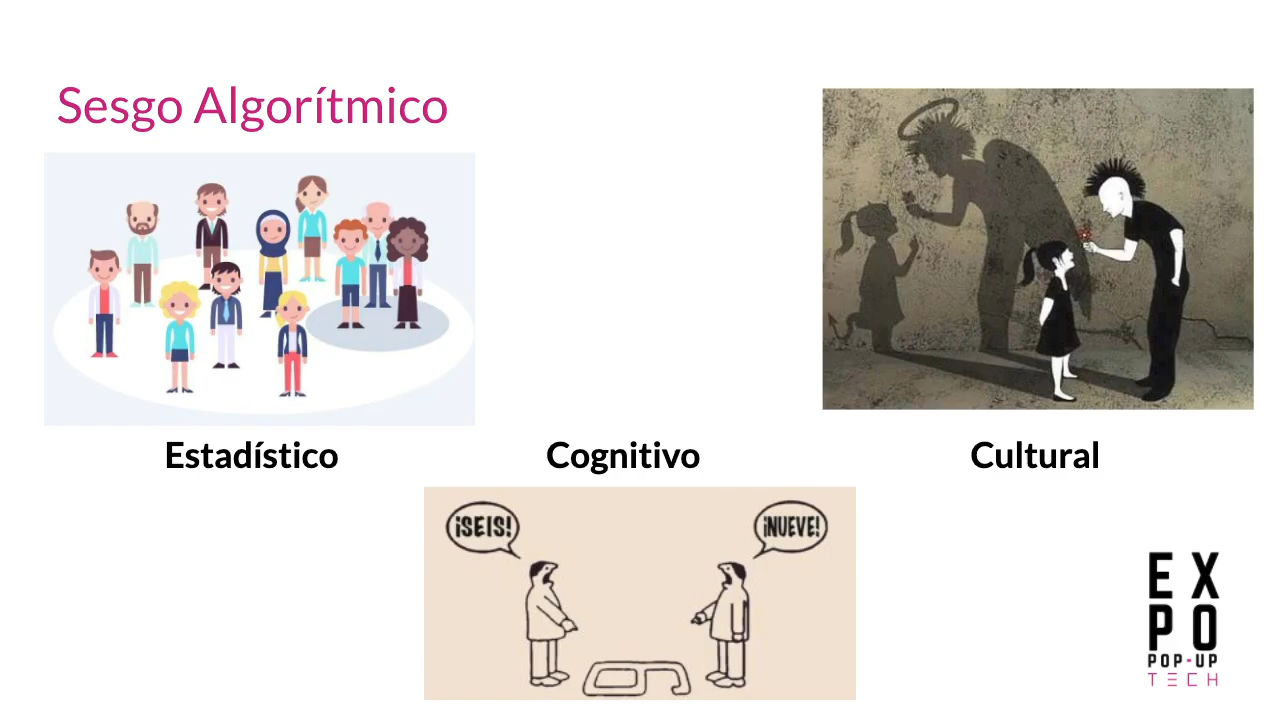 Sesgo Algorítmico
Estadístico
Cognitivo
Cultural
¡SEIS!
¡NUEVE!
EX
PO
POP-UP
TECH